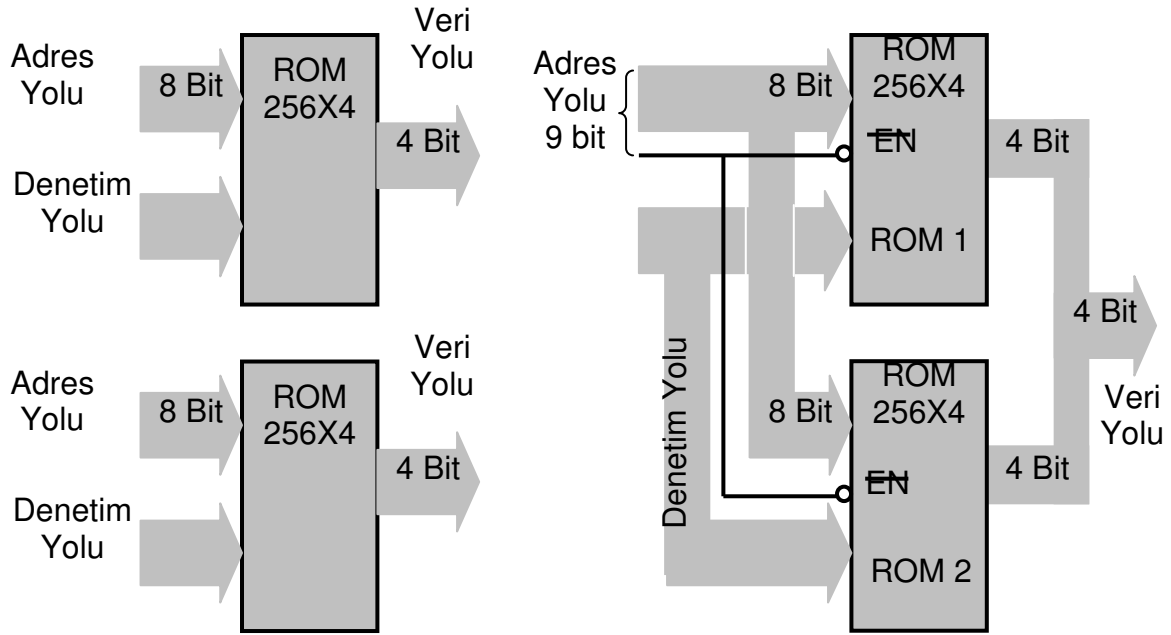 Adres
Yolu
8 Bit
ROM
256X4
Veri
Yolu
4 Bit
Denetim
Yolu
Adres
Yolu
8 Bit
ROM
256X4
Veri
Yolu
4 Bit
Denetim
Yolu
Adres
Yolu
9 bit
8 Bit
ROM
256X4
EN
ROM 1
4 Bit
Denetim Yolu
8 Bit
ROM
256X4
EN
ROM 2
4 Bit
4 Bit
Veri
Yolu